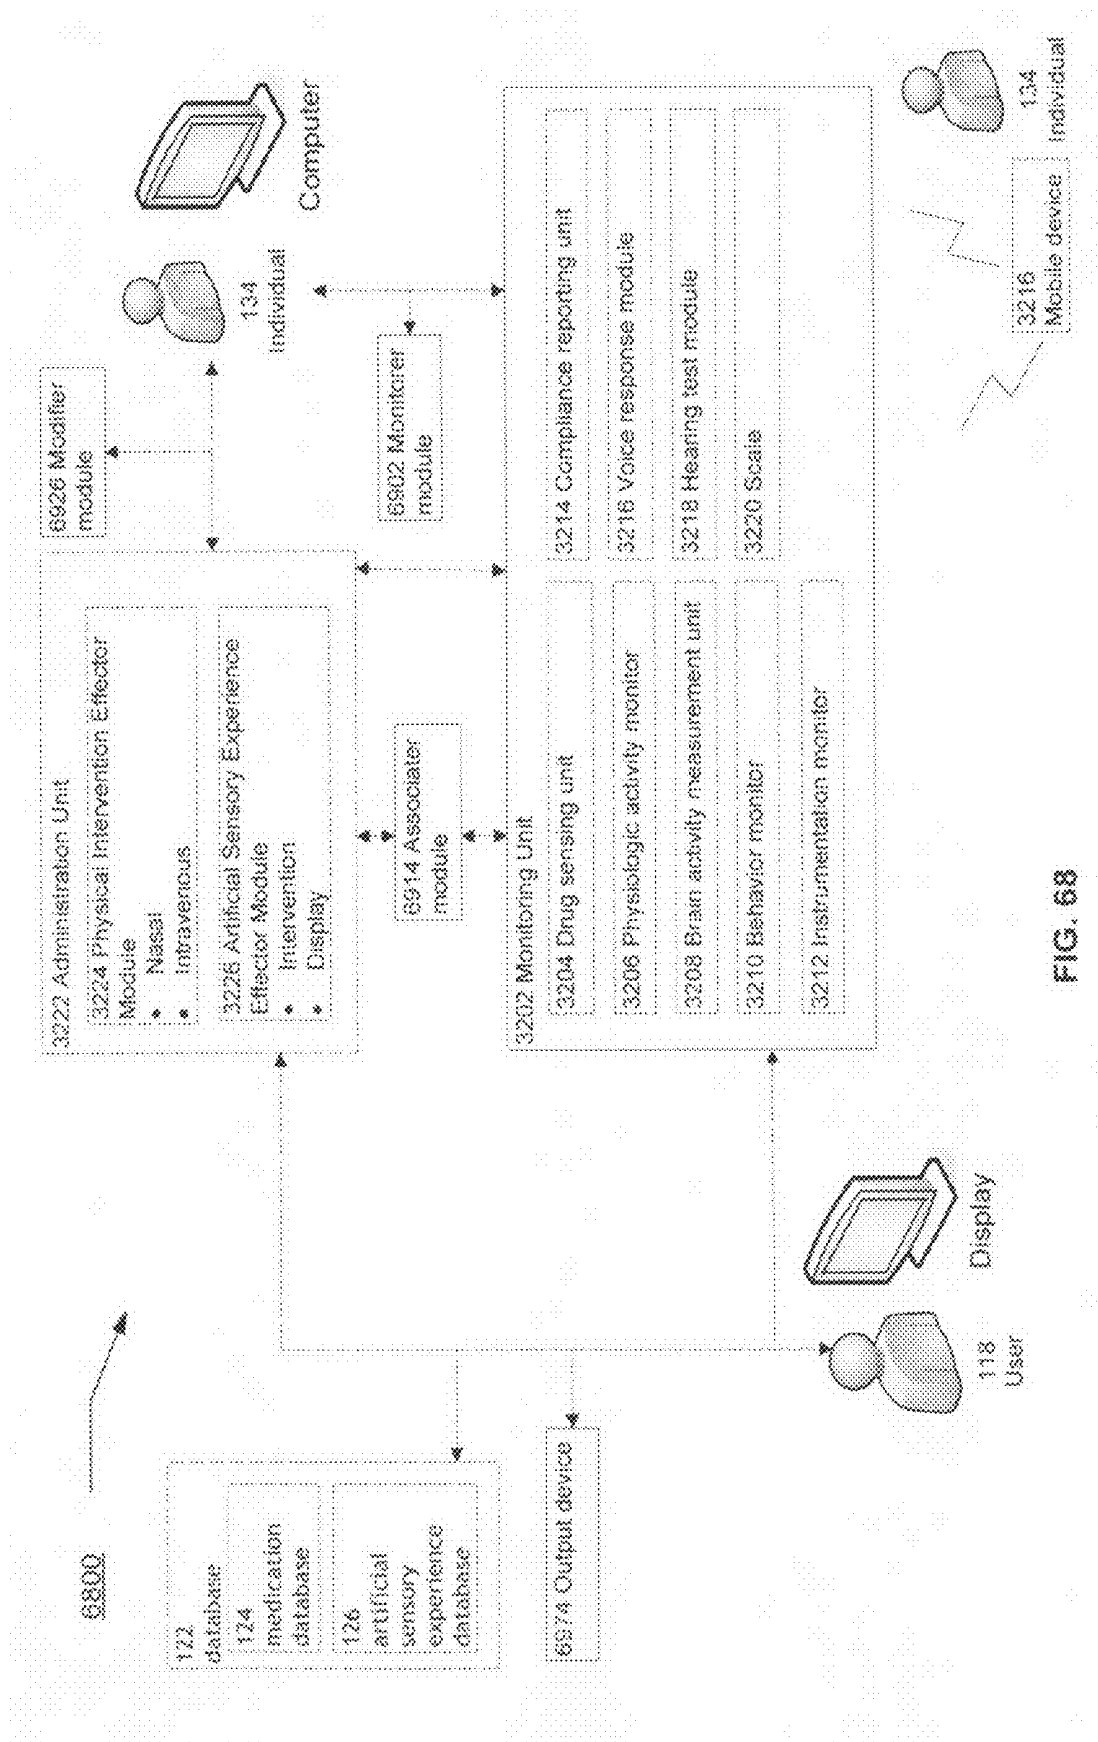 6800
122
database
124
medication
database
126
artificial
sensory
experience
database
6974 Output device
118
User
Display
3222 Administration Unit
3224 Physical Intervention Effector
Module
• Nasal
• Intravenous
3226 Artificial Sensory Experience
Effector Module
• Intervention
• Display
6926 Modifier
module
134
Individual
Computer
6914 Associater
module
6902 Monitorer
module
3202 Monitoring Unit
3204 Drug sensing unit
3206 Physiologic activity monitor
3208 Brain activity measurement unit
3210 Behavior monitor
3212 Instrumentation monitor
3214 Compliance reporting unit
3216 Voice response module
3218 Hearing test module
3220 Scale
3216
Mobile device
134
Individual
FIG. 68